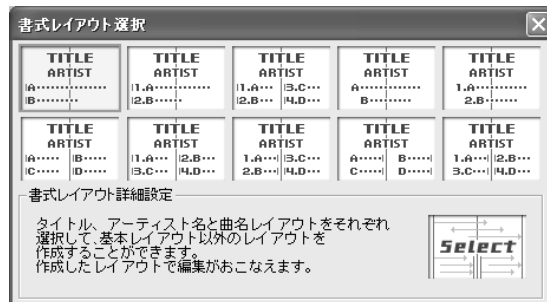 書式レイアウト選択
TITLE TITLE TITLE TITLE TITLE
ARTIST ARTIST ARTIST ARTIST ARTIST
A・・・・・・・・・・ 1.A・・・・・・・・・ 1.A・・・ 3.C・・・ A・・・・・・・・・・ 1.A・・・・・・・・
B・・・・・・・・ 2.B・・・・・・ 2.B・・・ 4.D・・・ B・・・・・・・ 2.B・・・・・
TITLE TITLE TITLE TITLE TITLE
ARTIST ARTIST ARTIST ARTIST ARTIST
A・・・・ B・・・・・ 1.A・・・ 2.B・・・ 1.A・・・ 3.C・・・ A・・・・・ B・・・・ 1.A・・・ 2.B・・・
C・・・・ D・・・・・ 3.C・・・ 4.D・・・ 2.B・・・ 4.D・・・ C・・・・・ D・・・・ 3.C・・・ 4.D・・・
書式レイアウト詳細設定
タイトル、アーティスト名と曲名レイアウトをそれぞれ
選択して、基本レイアウト以外のレイアウトを
作成することができます。
作成したレイアウトで編集がおこなえます。
Select